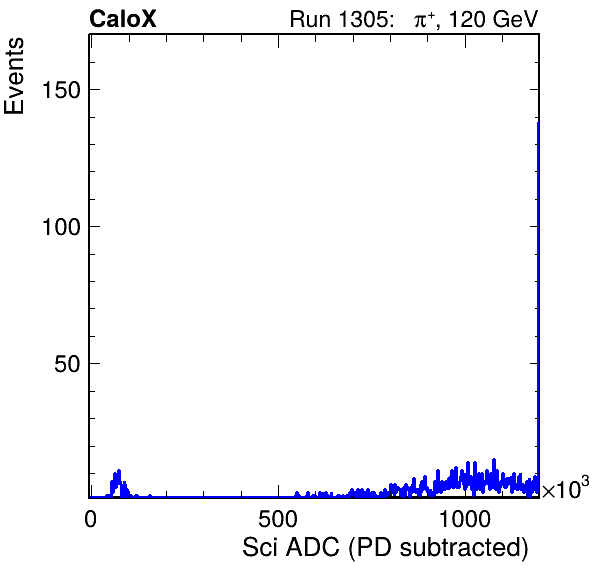 CaloX Run 1305: π⁺, 120 GeV
Events
150
100
50
0 500 1000 ×10³
Sci ADC (PD subtracted)